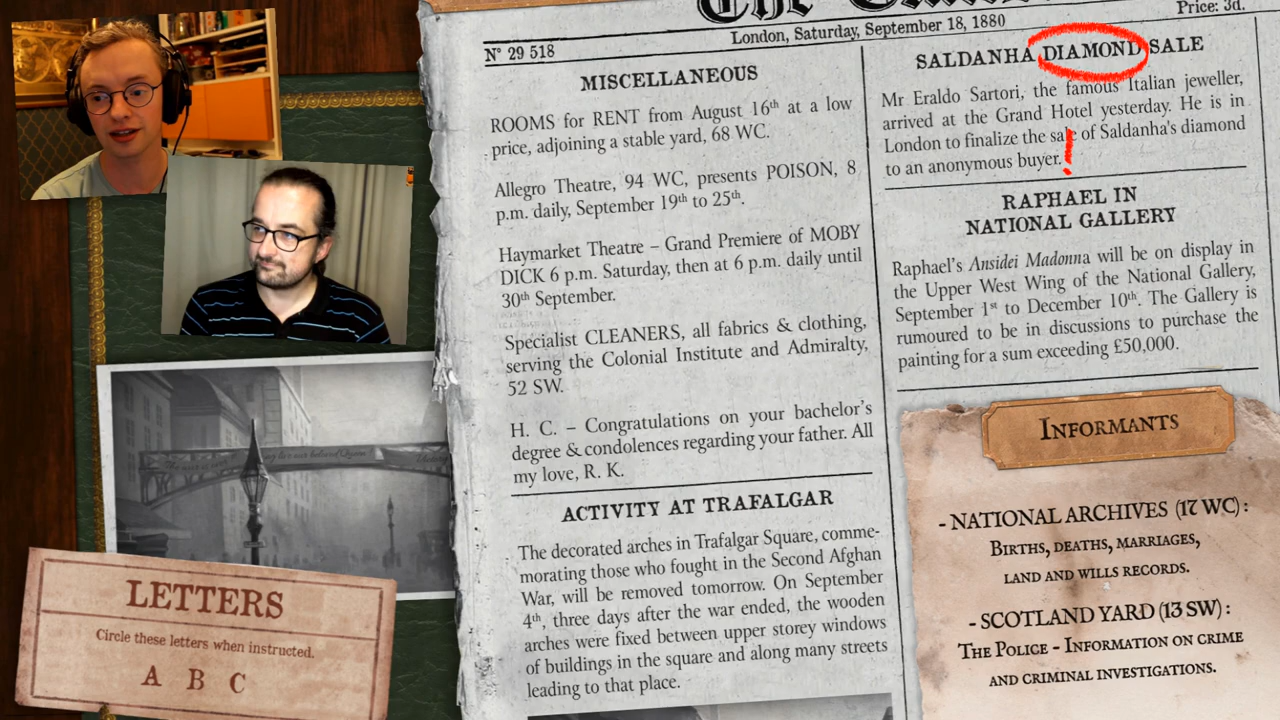 The
London, Saturday, September 18, 1880
Price: 3d.
N° 29 518
MISCELLANEOUS
ROOMS for RENT from August 16th at a low
price, adjoining a stable yard, 68 WC.
Allegro Theatre, 94 WC, presents POISON, 8
p.m. daily, September 19th to 25th.
Haymarket Theatre – Grand Premiere of MOBY
DICK 6 p.m. Saturday, then at 6 p.m. daily until
30th September.
Specialist CLEANERS, all fabrics & clothing,
serving the Colonial Institute and Admiralty,
52 SW.
H. C. – Congratulations on your bachelor's
degree & condolences regarding your father. All
my love, R. K.
ACTIVITY AT TRAFALGAR
The decorated arches in Trafalgar Square, comme-
morating those who fought in the Second Afghan
War, will be removed tomorrow. On September
4th, three days after the war ended, the wooden
arches were fixed between upper storey windows
of buildings in the square and along many streets
leading to that place.
SALDANHA DIAMOND SALE
Mr Eraldo Sartori, the famous Italian jeweller,
arrived at the Grand Hotel yesterday. He is in
London to finalize the sale of Saldanha's diamond
to an anonymous buyer.
!
RAPHAEL IN
NATIONAL GALLERY
Raphael's Ansidei Madonna will be on display in
the Upper West Wing of the National Gallery,
September 1st to December 10th. The Gallery is
rumoured to be in discussions to purchase the
painting for a sum exceeding £50,000.
INFORMANTS
- NATIONAL ARCHIVES (17 WC) :
BIRTHS, DEATHS, MARRIAGES,
LAND AND WILLS RECORDS.
- SCOTLAND YARD (13 SW) :
THE POLICE - INFORMATION ON CRIME
AND CRIMINAL INVESTIGATIONS.
LETTERS
Circle these letters when instructed.
A B C